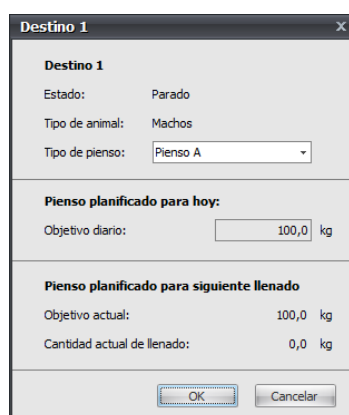 Destino 1 x
Destino 1
Estado: Parado
Tipo de animal: Machos
Tipo de pienso: Pienso A
Pienso planificado para hoy:
Objetivo diario: 100,0 kg
Pienso planificado para siguiente llenado
Objetivo actual: 100,0 kg
Cantidad actual de llenado: 0,0 kg
OK Cancelar